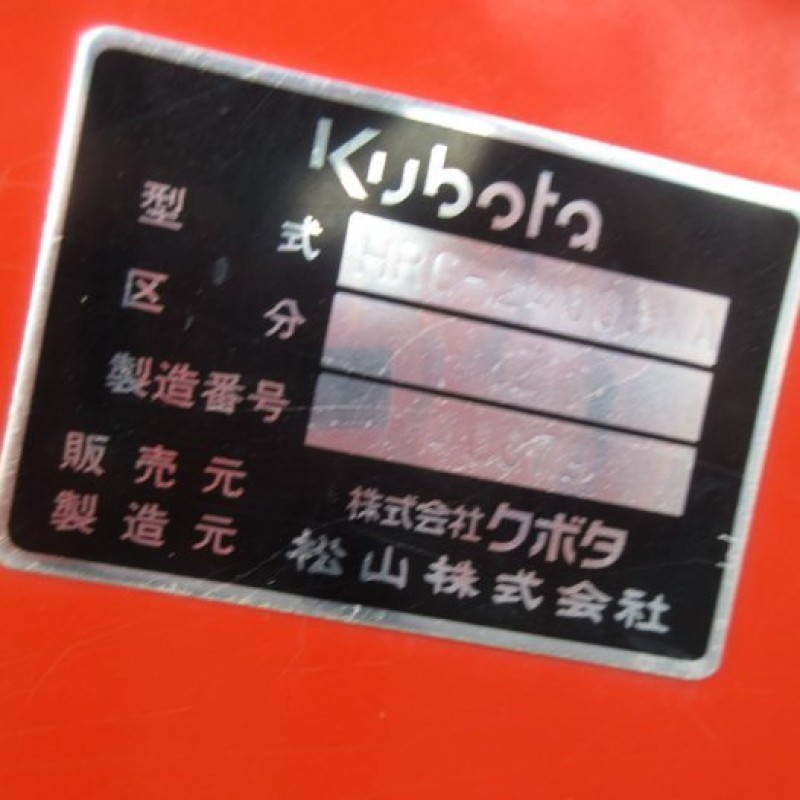 Kubota
型 式
区 分
製造番号
販売元 株式会社クボタ
製造元 松山株式会社